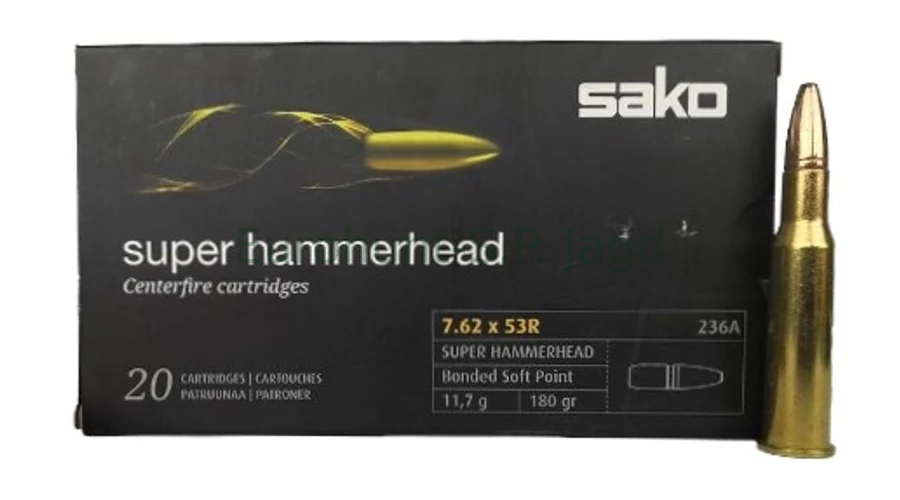 sako
super hammerhead
Centerfire cartridges
7.62 x 53R 236A
SUPER HAMMERHEAD
Bonded Soft Point
11,7 g 180 gr
20 CARTRIDGES | CARTOUCHES
PATRUUNAA | PATRONER